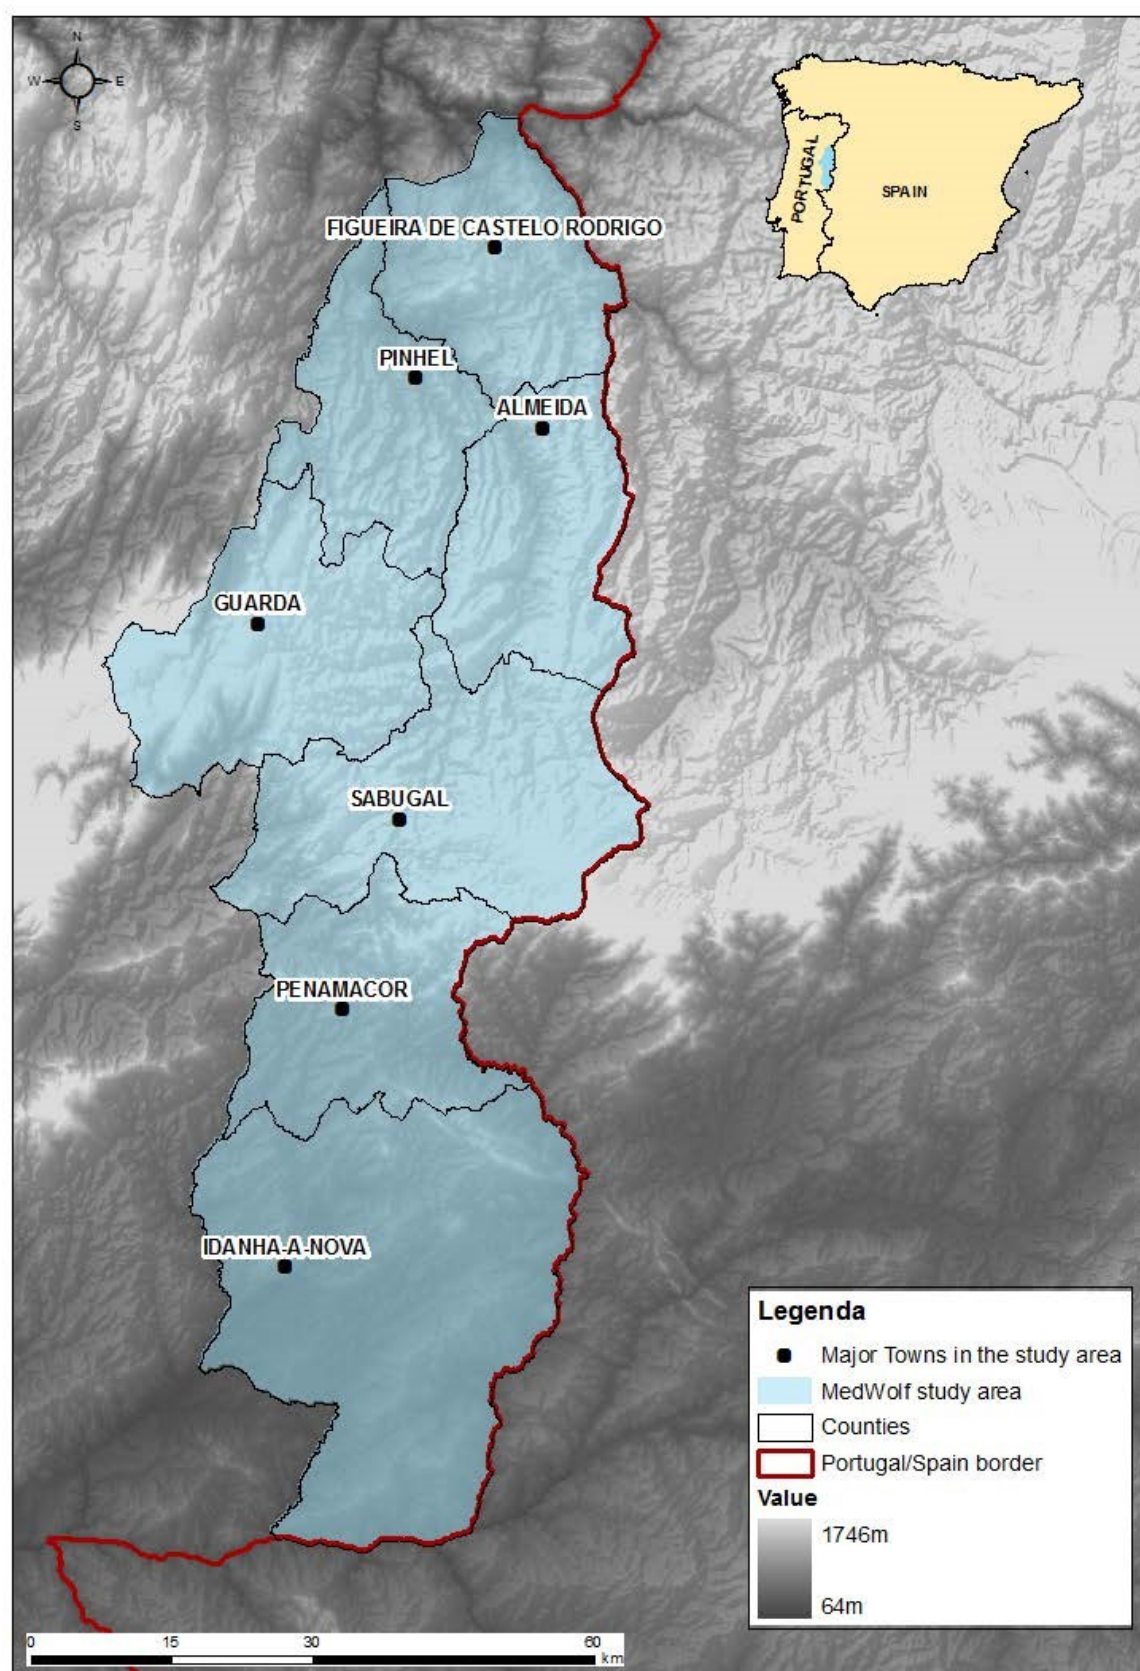 N
W E
S
PORTUGAL
SPAIN
FIGUEIRA DE CASTELO RODRIGO
PINHEL
ALMEIDA
GUARDA
SABUGAL
PENAMACOR
IDANHA-A-NOVA
Legenda
Major Towns in the study area
MedWolf study area
Counties
Portugal/Spain border
Value
1746m
64m
0 15 30 60
km